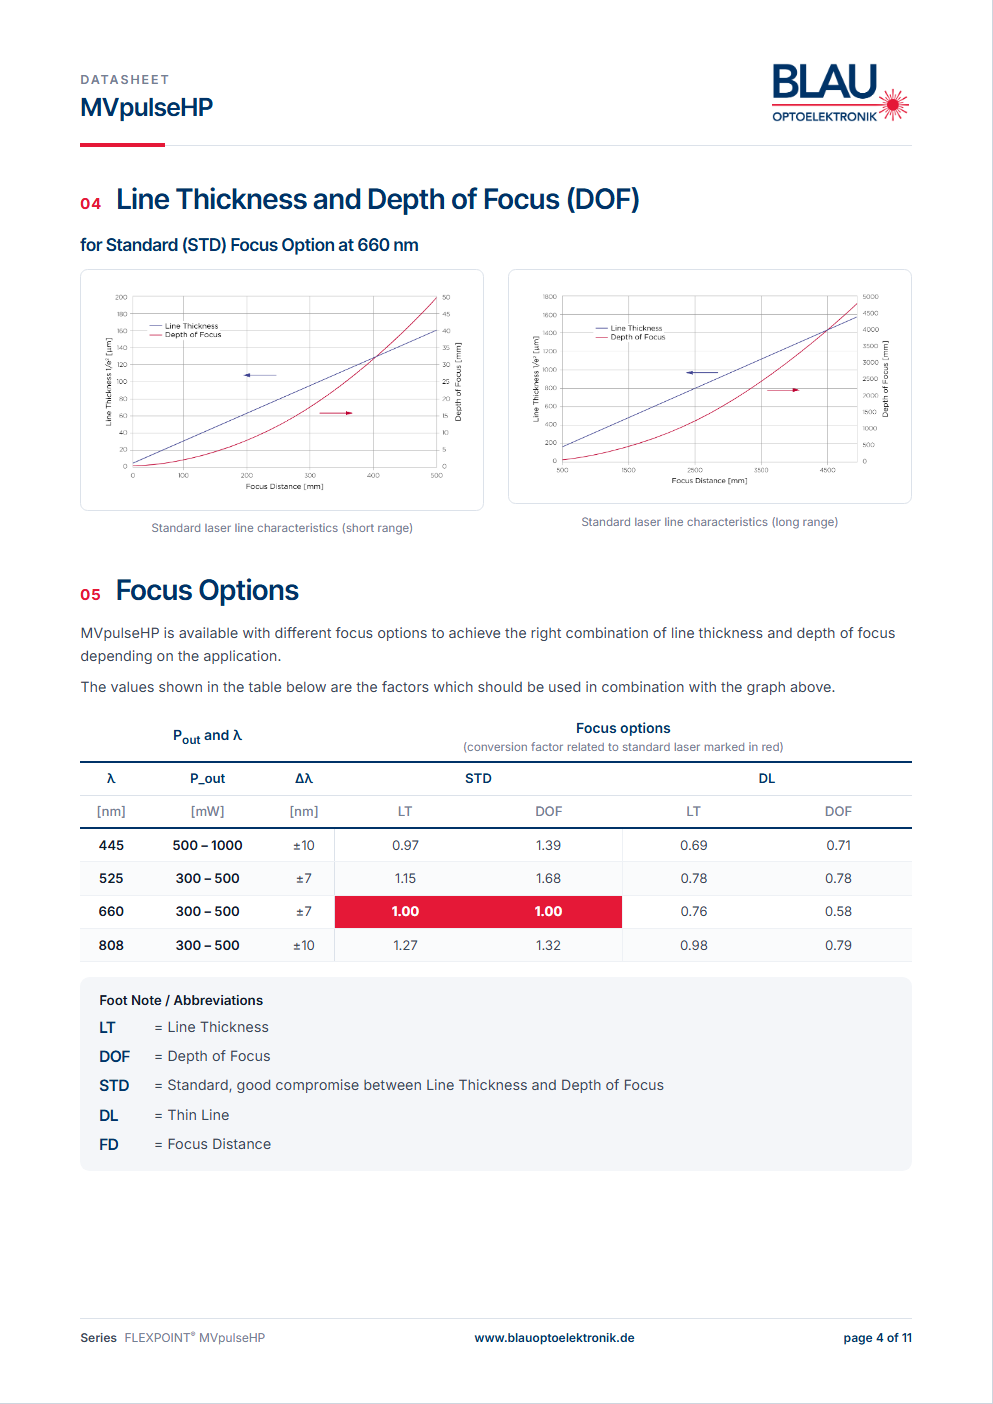 DATASHEET
MVpulseHP
BLAU
OPTOELEKTRONIK
04 Line Thickness and Depth of Focus (DOF)
for Standard (STD) Focus Option at 660 nm
200
180
160
140
120
100
80
60
40
20
0
Line Thickness 1/e² [µm]
Line Thickness
Depth of Focus
50
45
40
35
30
25
20
15
10
5
0
Depth of Focus [mm]
0 100 200 300 400 500
Focus Distance [mm]
Standard laser line characteristics (short range)
1800
1600
1400
1200
1000
800
600
400
200
0
Line Thickness 1/e² [µm]
Line Thickness
Depth of Focus
5000
4500
4000
3500
3000
2500
2000
1500
1000
500
0
Depth of Focus [mm]
500 1500 2500 3500 4500
Focus Distance [mm]
Standard laser line characteristics (long range)
05 Focus Options
MVpulseHP is available with different focus options to achieve the right combination of line thickness and depth of focus
depending on the application.
The values shown in the table below are the factors which should be used in combination with the graph above.
Pout and λ Focus options
(conversion factor related to standard laser marked in red)
λ P_out Δλ STD DL
[nm] [mW] [nm] LT DOF LT DOF
445 500 – 1000 ±10 0.97 1.39 0.69 0.71
525 300 – 500 ±7 1.15 1.68 0.78 0.78
660 300 – 500 ±7 1.00 1.00 0.76 0.58
808 300 – 500 ±10 1.27 1.32 0.98 0.79
Foot Note / Abbreviations
LT = Line Thickness
DOF = Depth of Focus
STD = Standard, good compromise between Line Thickness and Depth of Focus
DL = Thin Line
FD = Focus Distance
Series FLEXPOINT® MVpulseHP www.blauoptoelektronik.de page 4 of 11